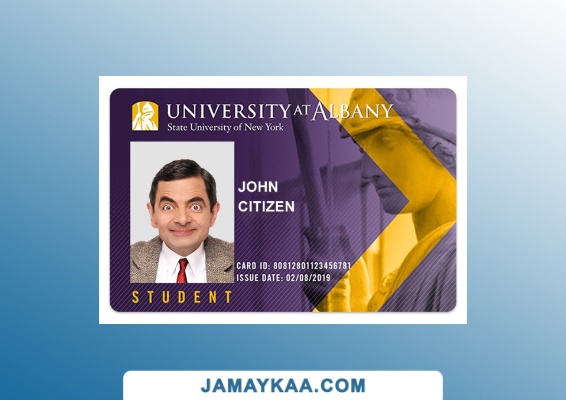 UNIVERSITY AT ALBANY
State University of New York
JOHN
CITIZEN
CARD ID: 80812801123456781
ISSUE DATE: 02/08/2019
STUDENT
JAMAYKAA.COM